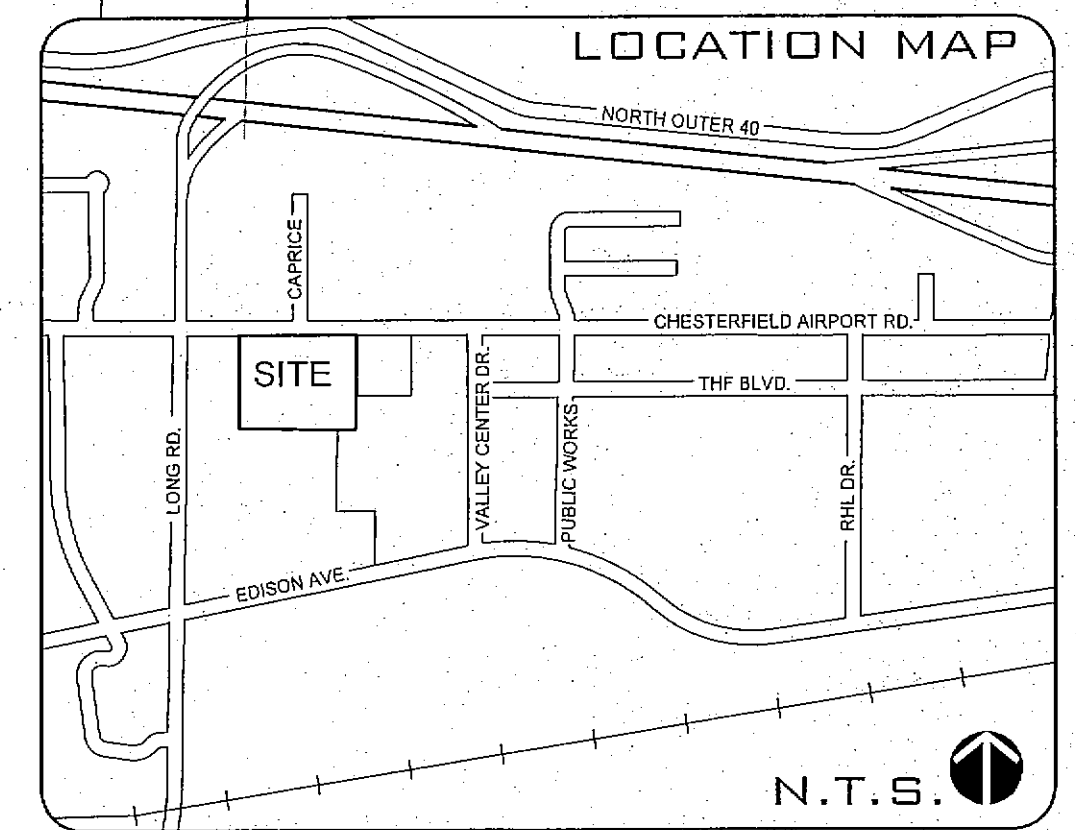 LOCATION MAP
NORTH OUTER 40
CAPRICE
CHESTERFIELD AIRPORT RD.
SITE
THF BLVD.
VALLEY CENTER DR.
PUBLIC WORKS
LONG RD.
RHL DR.
EDISON AVE.
N.T.S.